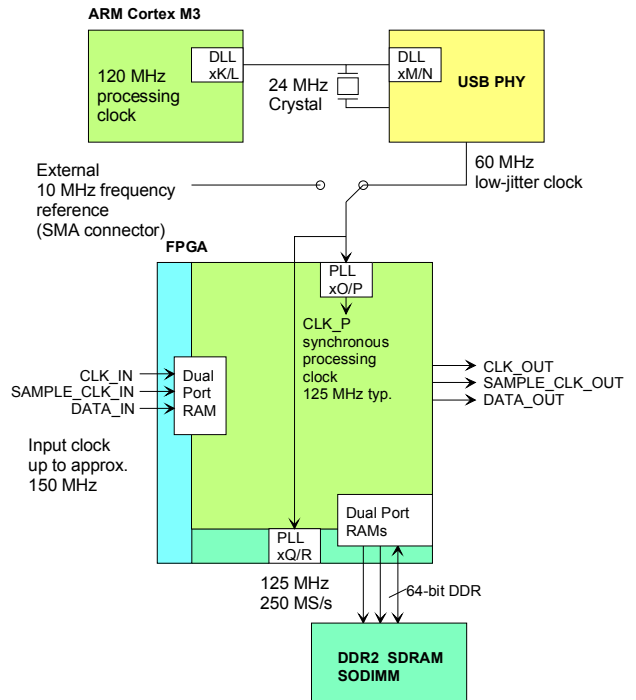 ARM Cortex M3
DLL
xK/L
120 MHz
processing
clock
24 MHz
Crystal
DLL
xM/N
USB PHY
External
10 MHz frequency
reference
(SMA connector)
60 MHz
low-jitter clock
FPGA
PLL
xO/P
CLK_P
synchronous
processing
clock
125 MHz typ.
CLK_IN
SAMPLE_CLK_IN
DATA_IN
Dual
Port
RAM
CLK_OUT
SAMPLE_CLK_OUT
DATA_OUT
Input clock
up to approx.
150 MHz
Dual Port
RAMs
PLL
xQ/R
125 MHz
250 MS/s
64-bit DDR
DDR2 SDRAM
SODIMM